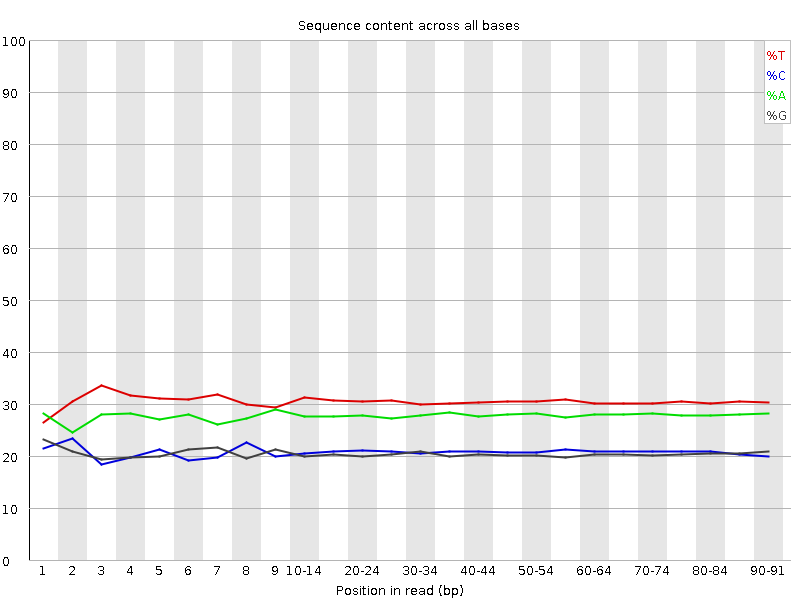 Sequence content across all bases
100
90
80
70
60
50
40
30
20
10
0
%T
%C
%A
%G
1 2 3 4 5 6 7 8 9 10-14 20-24 30-34 40-44 50-54 60-64 70-74 80-84 90-91
Position in read (bp)